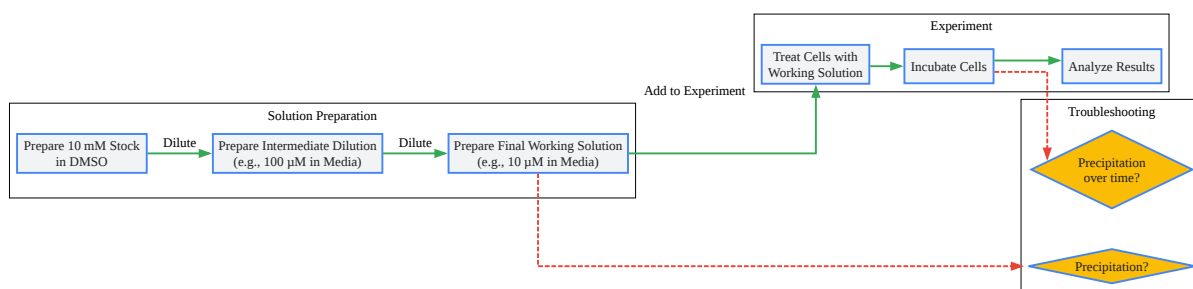 Solution Preparation
Prepare 10 mM Stock
in DMSO
Dilute
Prepare Intermediate Dilution
(e.g., 100 µM in Media)
Dilute
Prepare Final Working Solution
(e.g., 10 µM in Media)
Add to Experiment
Experiment
Treat Cells with
Working Solution
Incubate Cells
Analyze Results
Troubleshooting
Precipitation
over time?
Precipitation?